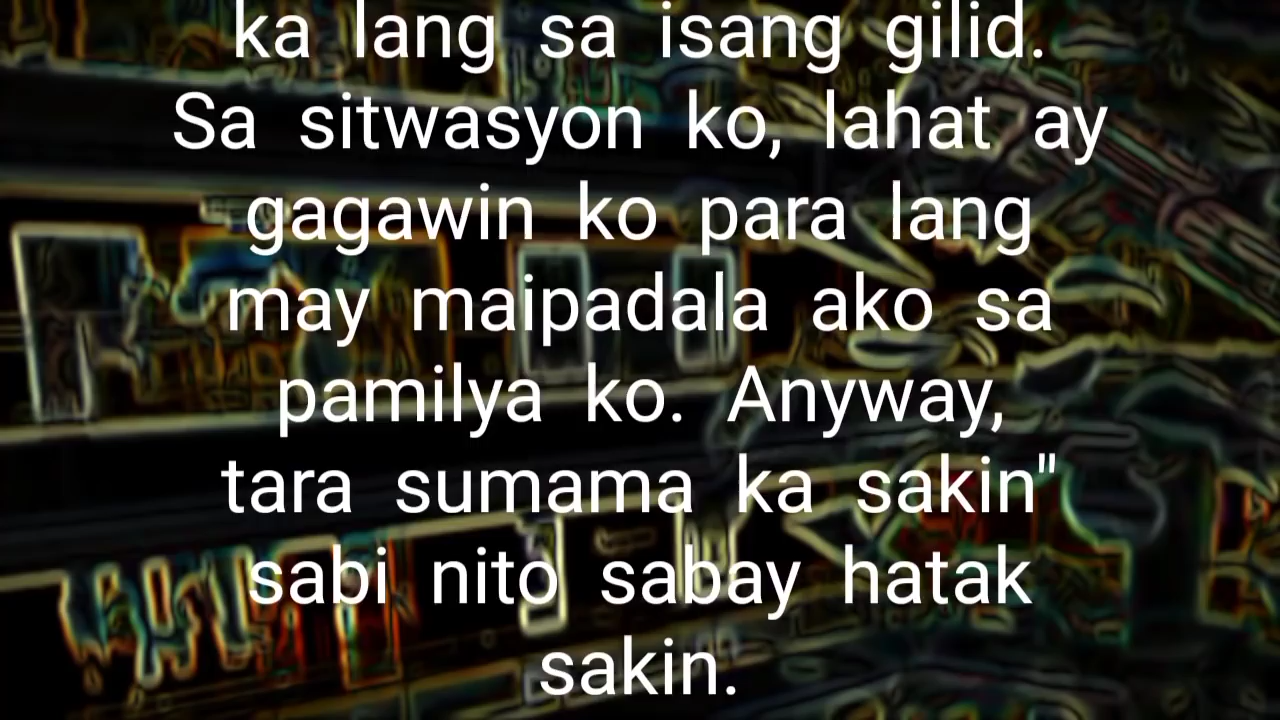 ka lang sa isang gilid.
Sa sitwasyon ko, lahat ay
gagawin ko para lang
may maipadala ako sa
pamilya ko. Anyway,
tara sumama ka sakin"
sabi nito sabay hatak
sakin.